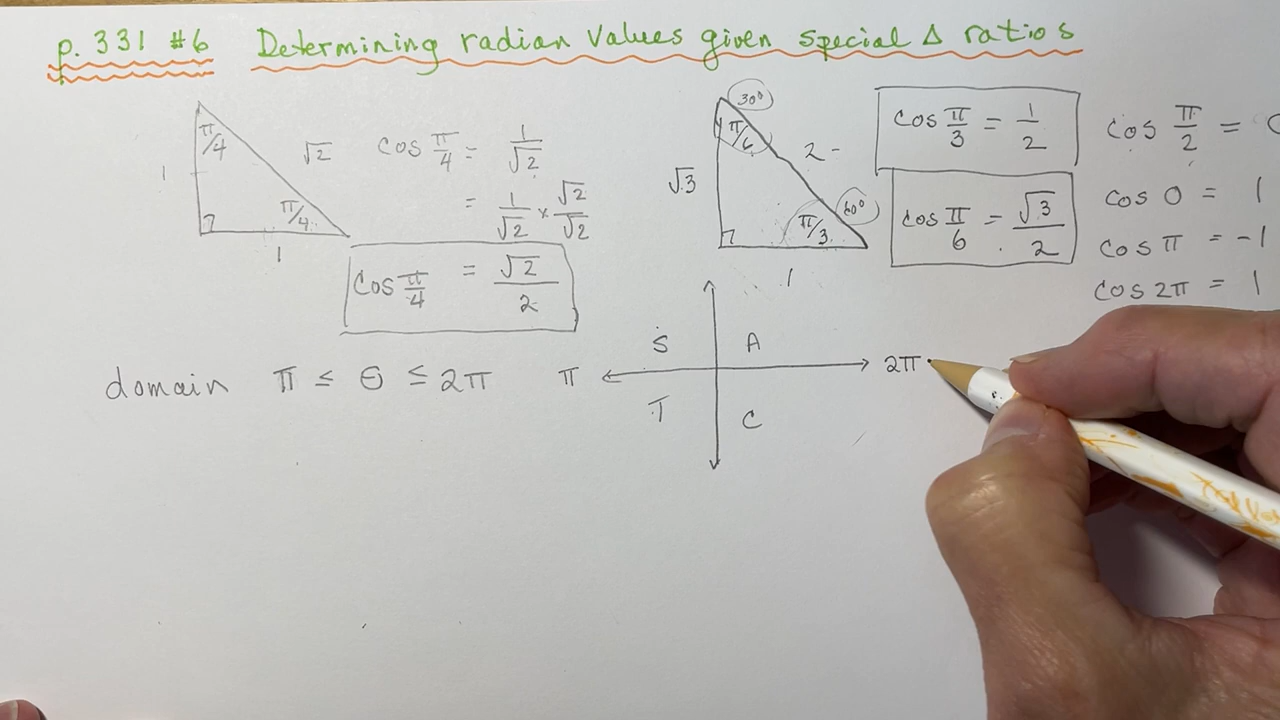 p. 331 #6 Determining radian values given special Δ ratios
π/4
√2
1
π/4
1
cos π/4 = 1/√2
= 1/√2 × √2/√2
cos π/4 = √2/2
30°
π/6
2
√3
60°
π/3
1
cos π/3 = 1/2
cos π/6 = √3/2
cos π/2 =
cos 0 = 1
cos π = -1
cos 2π = 1
domain π ≤ θ ≤ 2π
S A
π 2π
T C